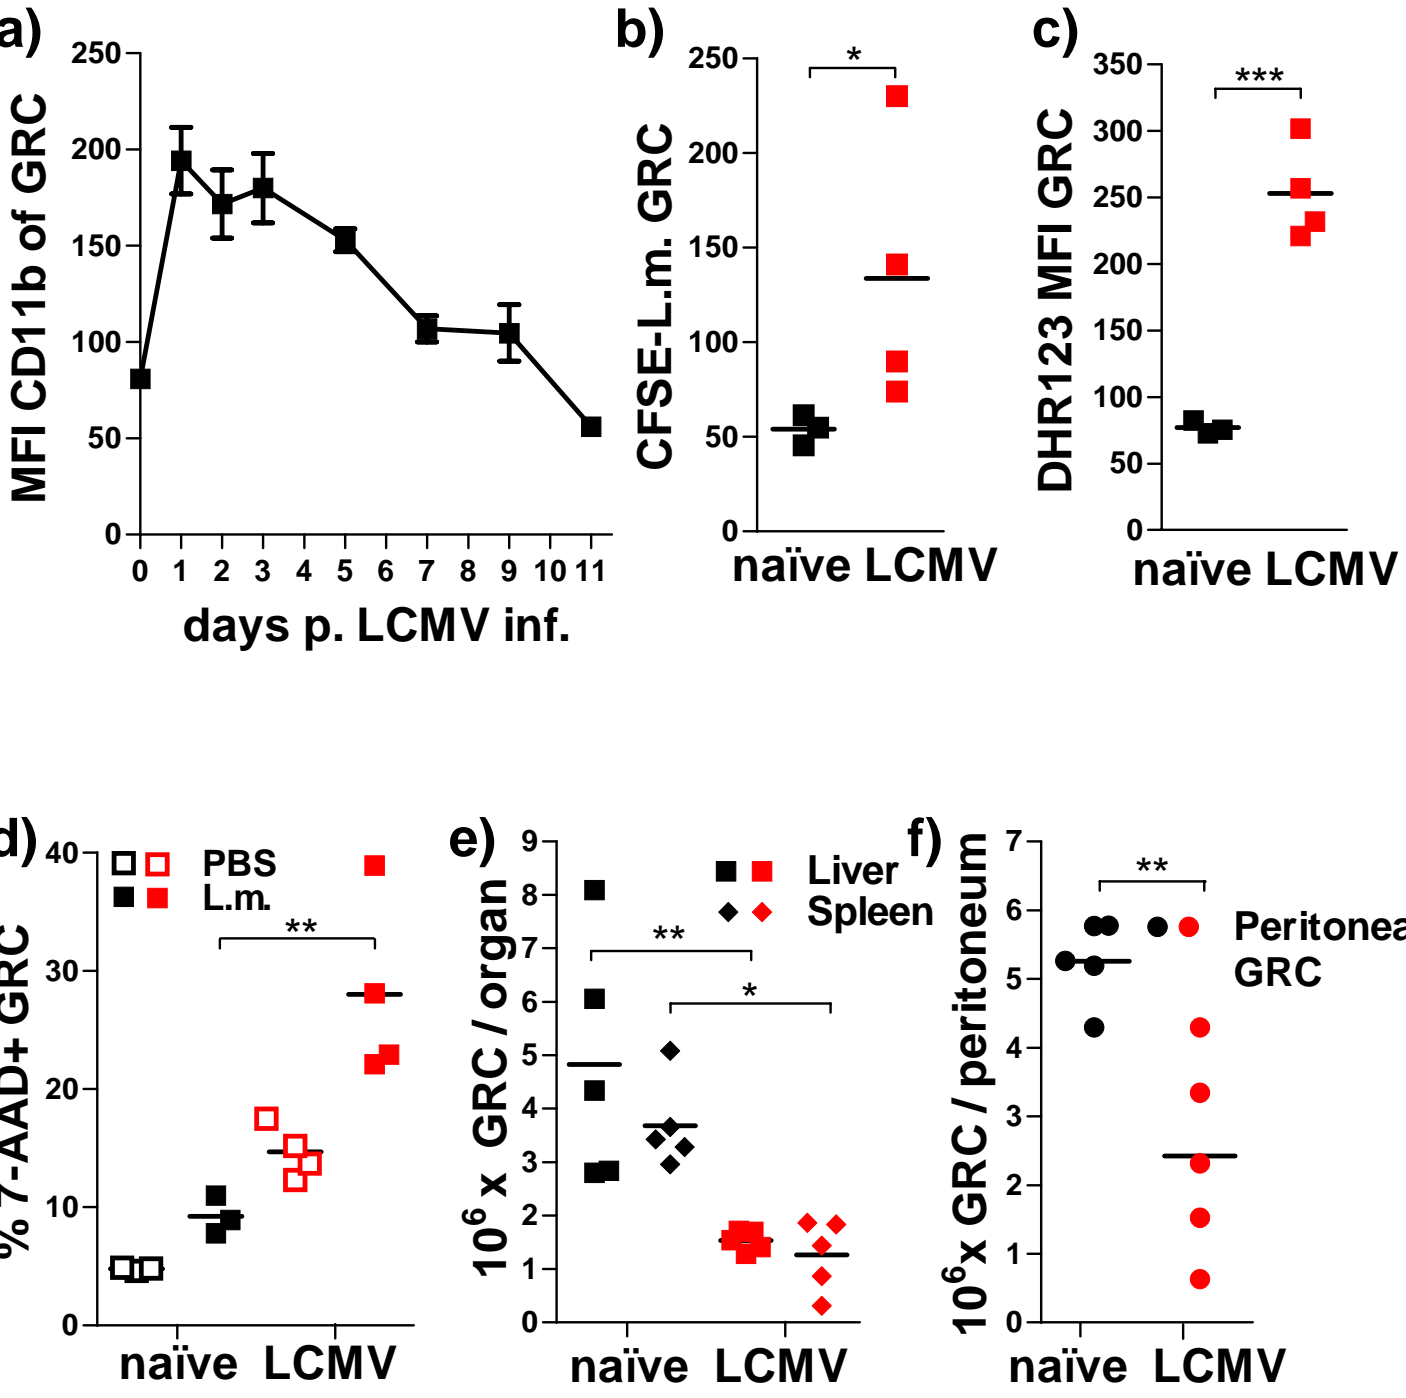 a)
250
200
150
100
50
0
MFI CD11b of GRC
0 1 2 3 4 5 6 7 8 9 10 11
days p. LCMV inf.
b)
250
200
150
100
50
0
CFSE-L.m. GRC
*
naïve LCMV
c)
350
300
250
200
150
100
50
0
DHR123 MFI GRC
***
naïve LCMV
d)
40
30
20
10
0
% 7-AAD+ GRC
PBS
L.m.
**
naïve LCMV
e)
9
8
7
6
5
4
3
2
1
0
10⁶ x GRC / organ
Liver
Spleen
**
*
naïve LCMV
f)
7
6
5
4
3
2
1
0
10⁶x GRC / peritoneum
**
Peritonea
GRC
naïve LCMV